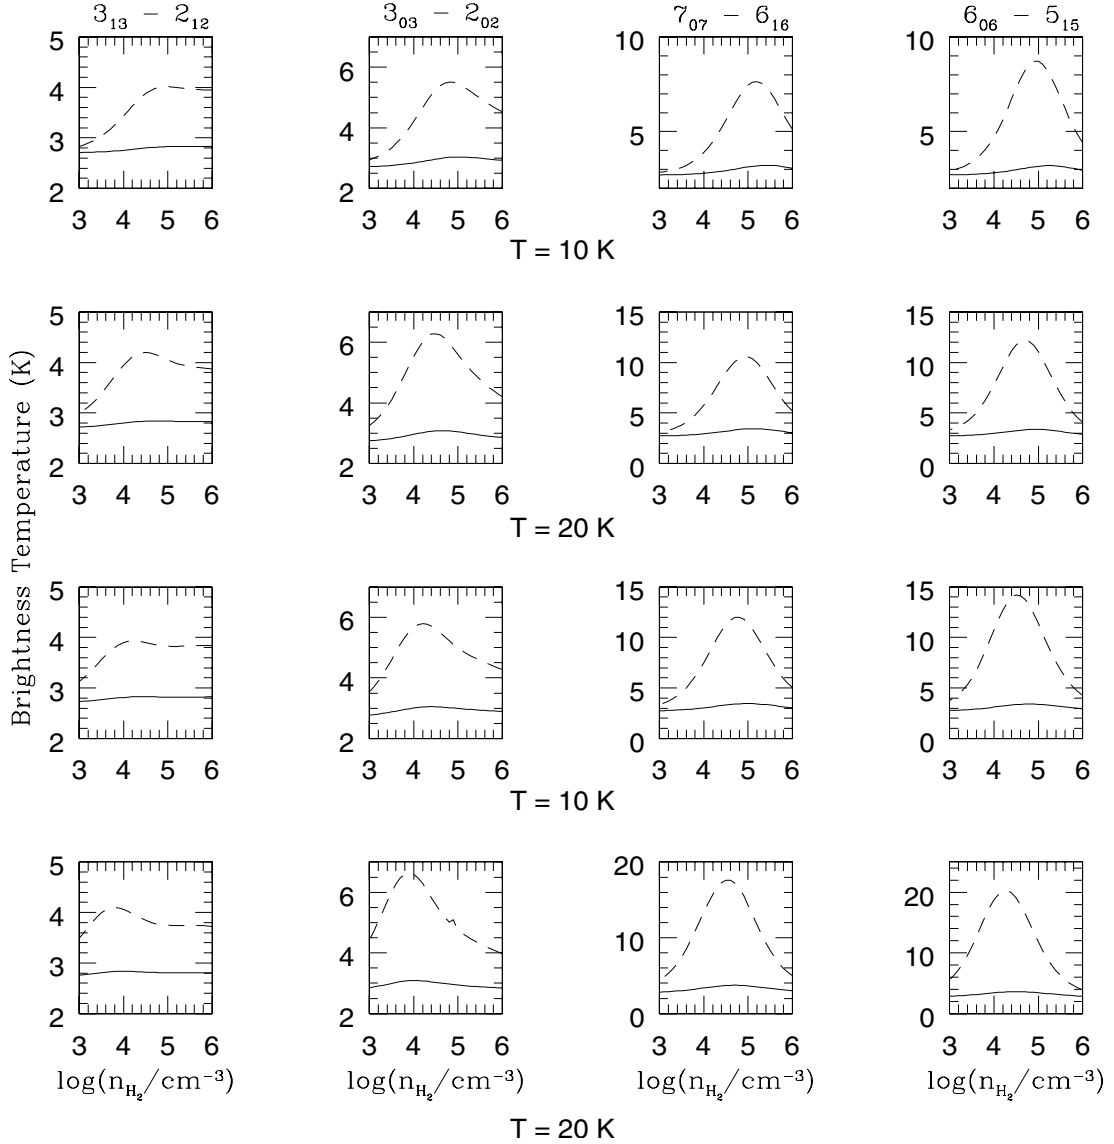 3₁₃ − 2₁₂ 3₀₃ − 2₀₂ 7₀₇ − 6₁₆ 6₀₆ − 5₁₅
5 4 3 2 6 4 2 10 5 10 5
3 4 5 6 3 4 5 6 3 4 5 6 3 4 5 6
T = 10 K
5 4 3 2 6 4 2 15 10 5 0 15 10 5 0
3 4 5 6 3 4 5 6 3 4 5 6 3 4 5 6
T = 20 K
Brightness Temperature (K)
5 4 3 2 6 4 2 15 10 5 0 15 10 5 0
3 4 5 6 3 4 5 6 3 4 5 6 3 4 5 6
T = 10 K
5 4 3 2 6 4 2 20 10 0 20 10 0
3 4 5 6 3 4 5 6 3 4 5 6 3 4 5 6
log(n_H₂/cm⁻³) log(n_H₂/cm⁻³) log(n_H₂/cm⁻³) log(n_H₂/cm⁻³)
T = 20 K